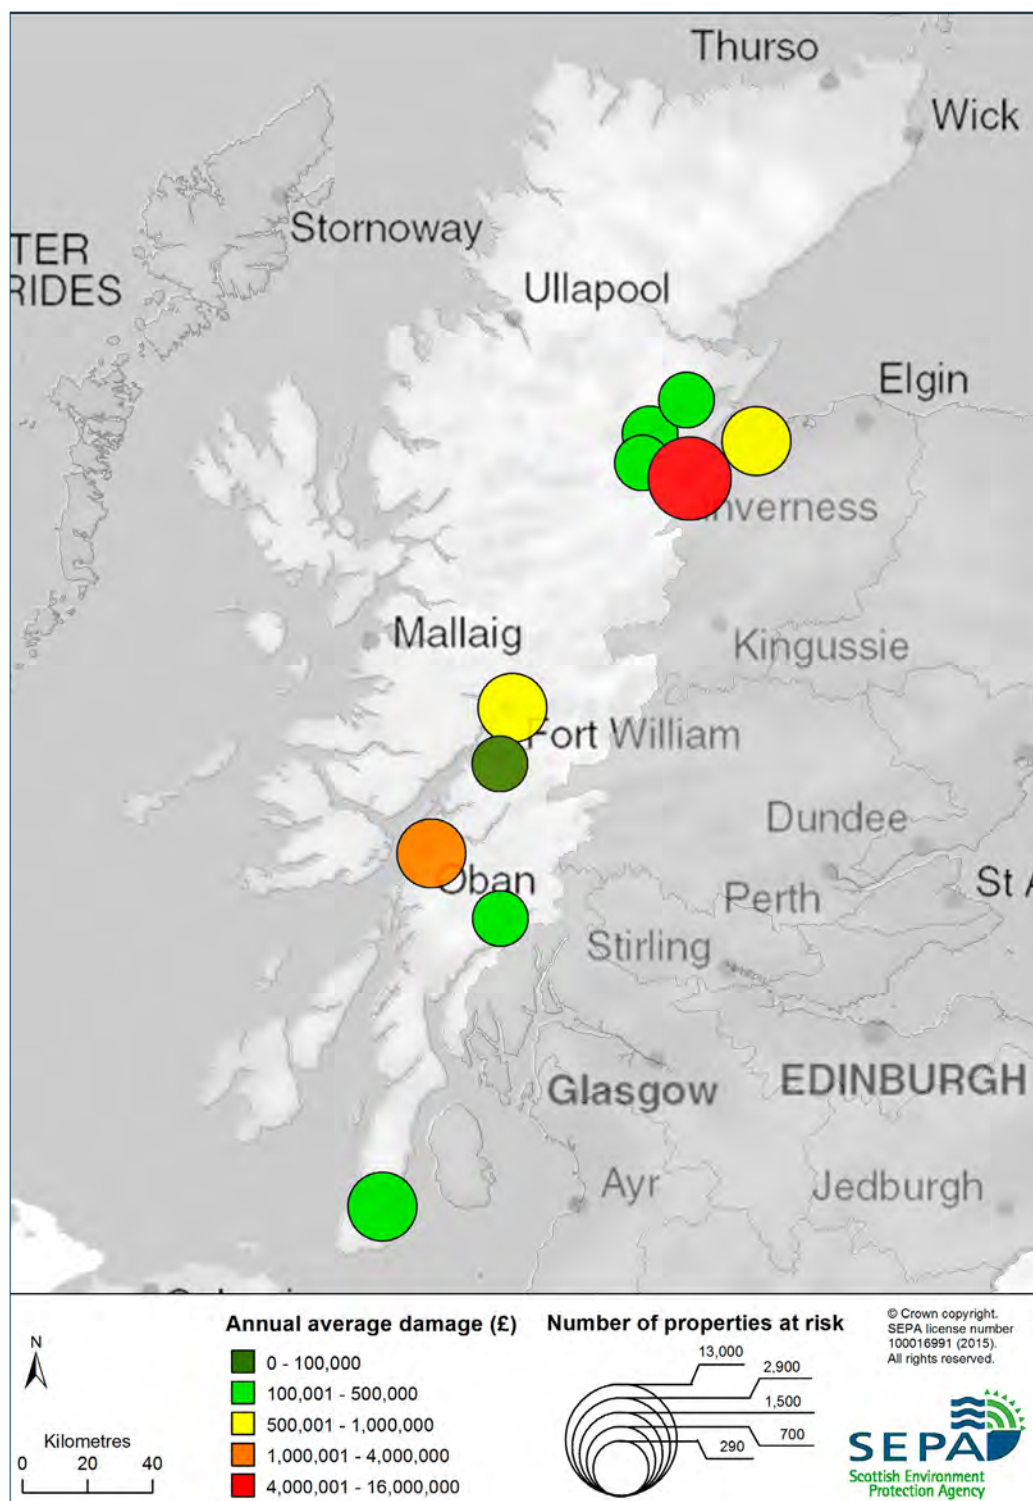 Thurso
Wick
Stornoway
TER
RIDES
Ullapool
Elgin
Inverness
Mallaig
Kingussie
Fort William
Dundee
Oban
Perth
St A
Stirling
Glasgow
EDINBURGH
Ayr
Jedburgh
N
Kilometres
0 20 40
Annual average damage (£)
0 - 100,000
100,001 - 500,000
500,001 - 1,000,000
1,000,001 - 4,000,000
4,000,001 - 16,000,000
Number of properties at risk
13,000
2,900
1,500
700
290
© Crown copyright.
SEPA license number
100016991 (2015).
All rights reserved.
SEPA
Scottish Environment
Protection Agency